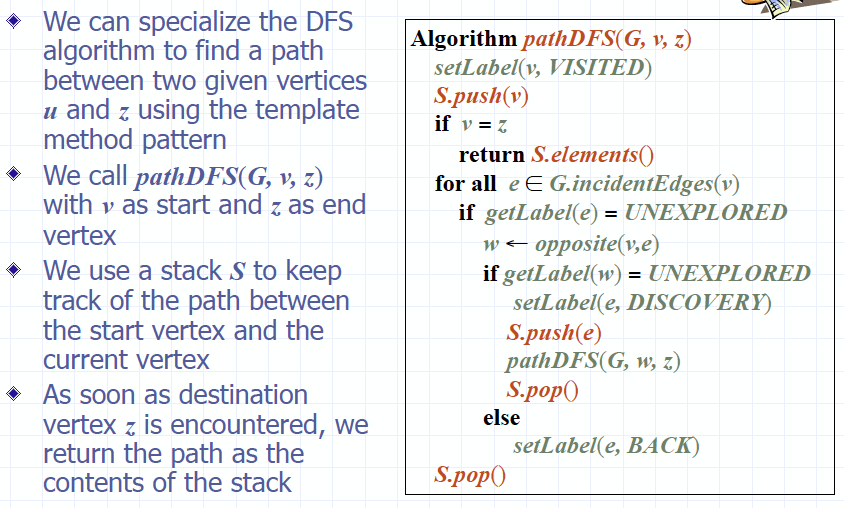 We can specialize the DFS
algorithm to find a path
between two given vertices
u and z using the template
method pattern
We call pathDFS(G, v, z)
with v as start and z as end
vertex
We use a stack S to keep
track of the path between
the start vertex and the
current vertex
As soon as destination
vertex z is encountered, we
return the path as the
contents of the stack
Algorithm pathDFS(G, v, z)
setLabel(v, VISITED)
S.push(v)
if v = z
return S.elements()
for all e ∈ G.incidentEdges(v)
if getLabel(e) = UNEXPLORED
w ← opposite(v,e)
if getLabel(w) = UNEXPLORED
setLabel(e, DISCOVERY)
S.push(e)
pathDFS(G, w, z)
S.pop()
else
setLabel(e, BACK)
S.pop()